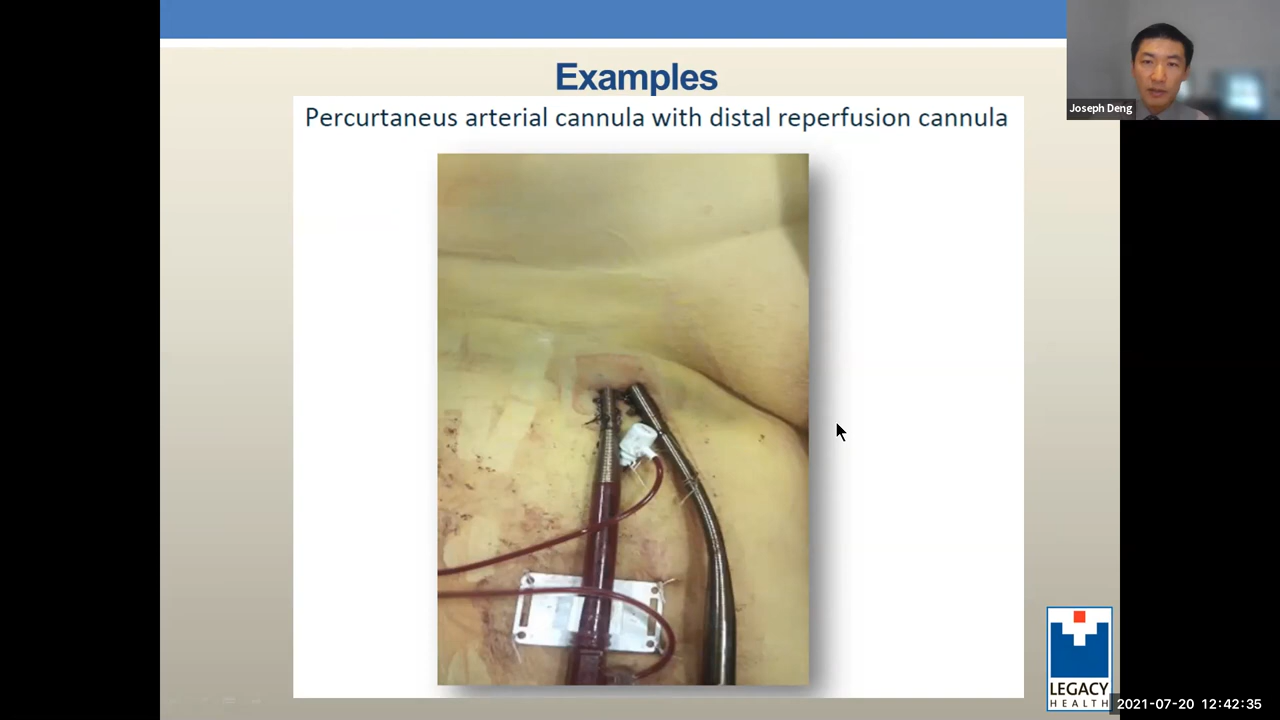 Examples
Percurtaneus arterial cannula with distal reperfusion cannula
Joseph Deng
LEGACY
HEALTH
2021-07-20 12:42:35